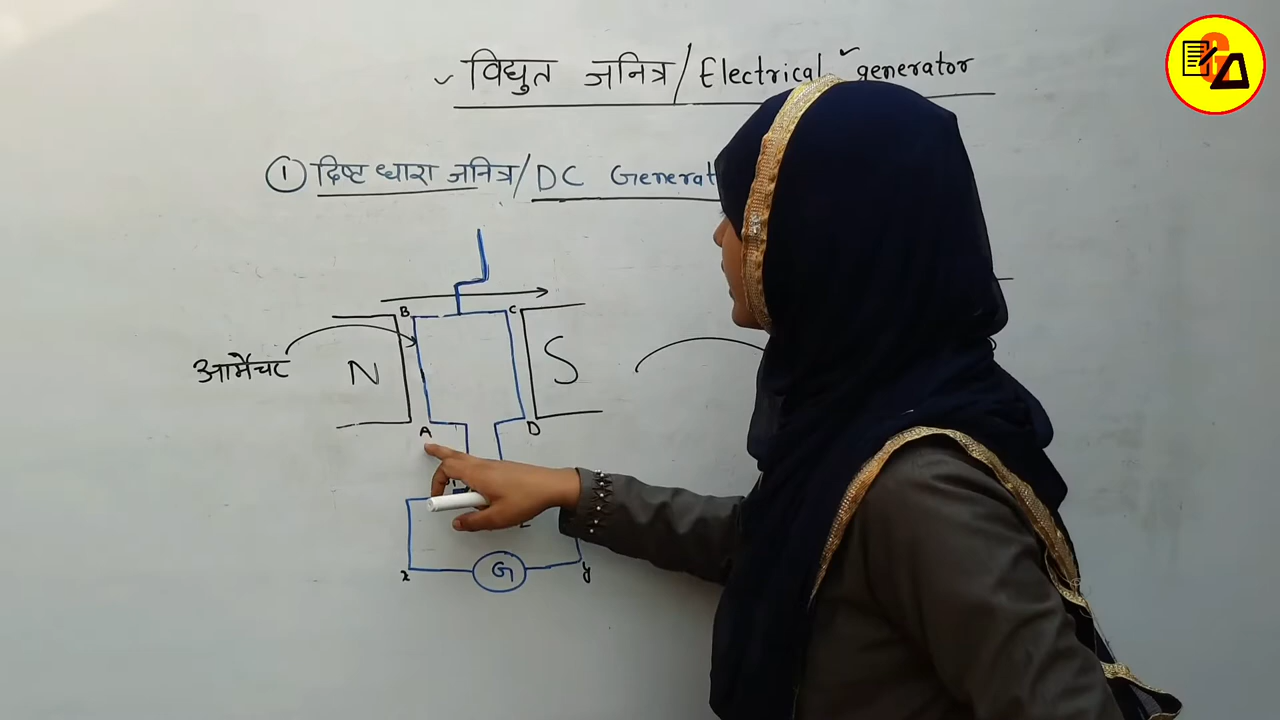 विद्युत जनित्र/Electrical generator
① दिष्ट धारा जनित्र/DC Generat
B C
आर्मेचर N S
A D
G
x y